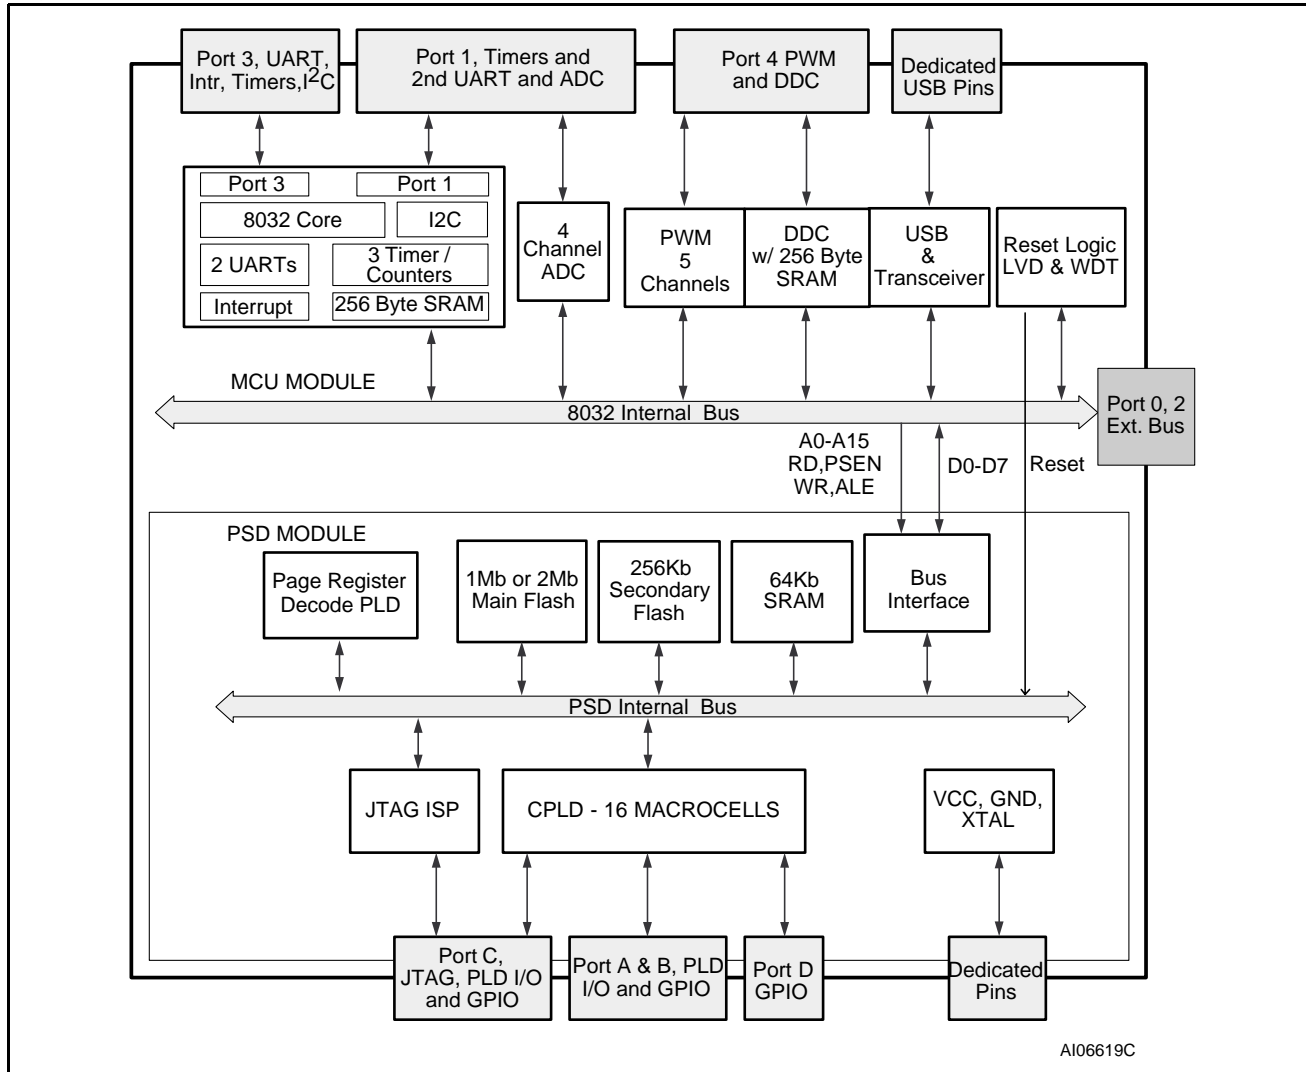 Port 3, UART,
Intr, Timers,I2C
Port 1, Timers and
2nd UART and ADC
Port 4 PWM
and DDC
Dedicated
USB Pins
Port 3
Port 1
8032 Core
I2C
2 UARTs
3 Timer /
Counters
Interrupt
256 Byte SRAM
4
Channel
ADC
PWM
5
Channels
DDC
w/ 256 Byte
SRAM
USB
&
Transceiver
Reset Logic
LVD & WDT
MCU MODULE
8032 Internal Bus
Port 0, 2
Ext. Bus
A0-A15
RD,PSEN
WR,ALE
D0-D7
Reset
PSD MODULE
Page Register
Decode PLD
1Mb or 2Mb
Main Flash
256Kb
Secondary
Flash
64Kb
SRAM
Bus
Interface
PSD Internal Bus
JTAG ISP
CPLD - 16 MACROCELLS
VCC, GND,
XTAL
Port C,
JTAG, PLD I/O
and GPIO
Port A & B, PLD
I/O and GPIO
Port D
GPIO
Dedicated
Pins
AI06619C